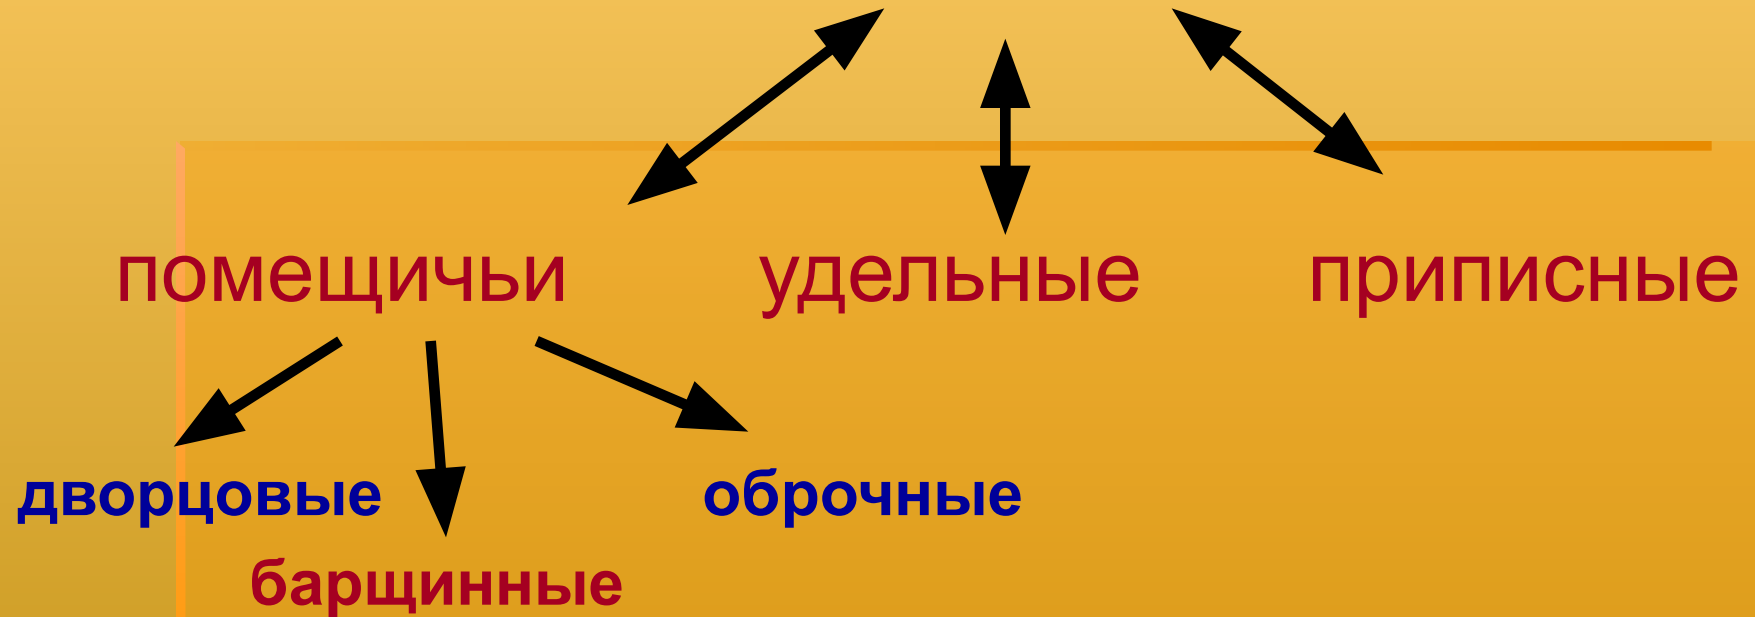 помещичьи удельные приписные
дворцовые оброчные
барщинные